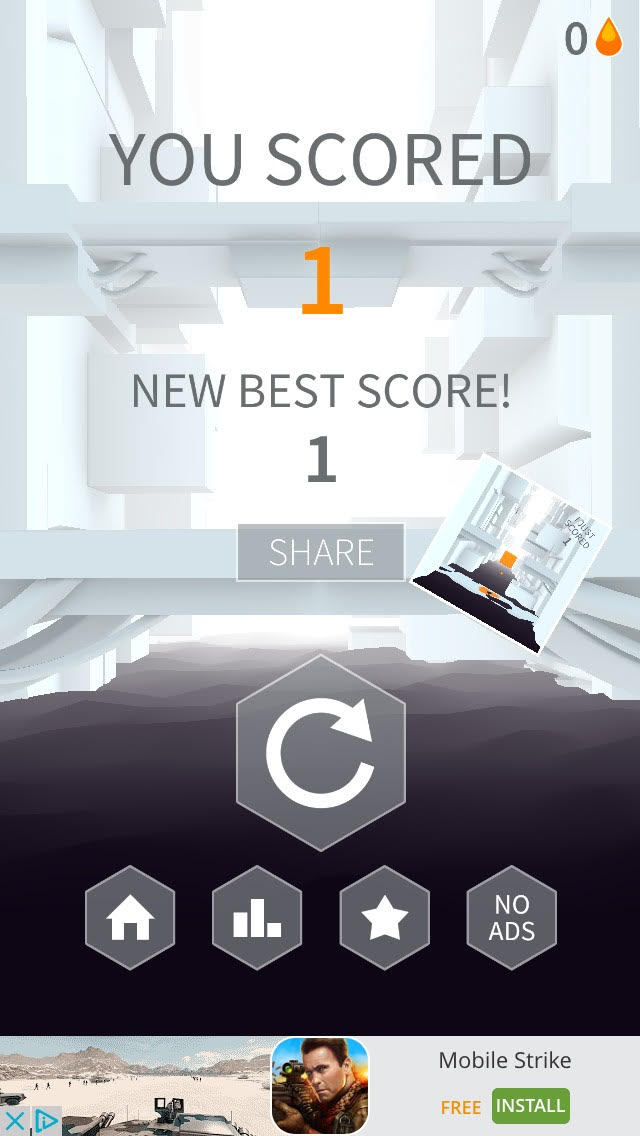 0
YOU SCORED
1
NEW BEST SCORE!
1
SHARE
I JUST
SCORED
1
NO
ADS
Mobile Strike
FREE
INSTALL